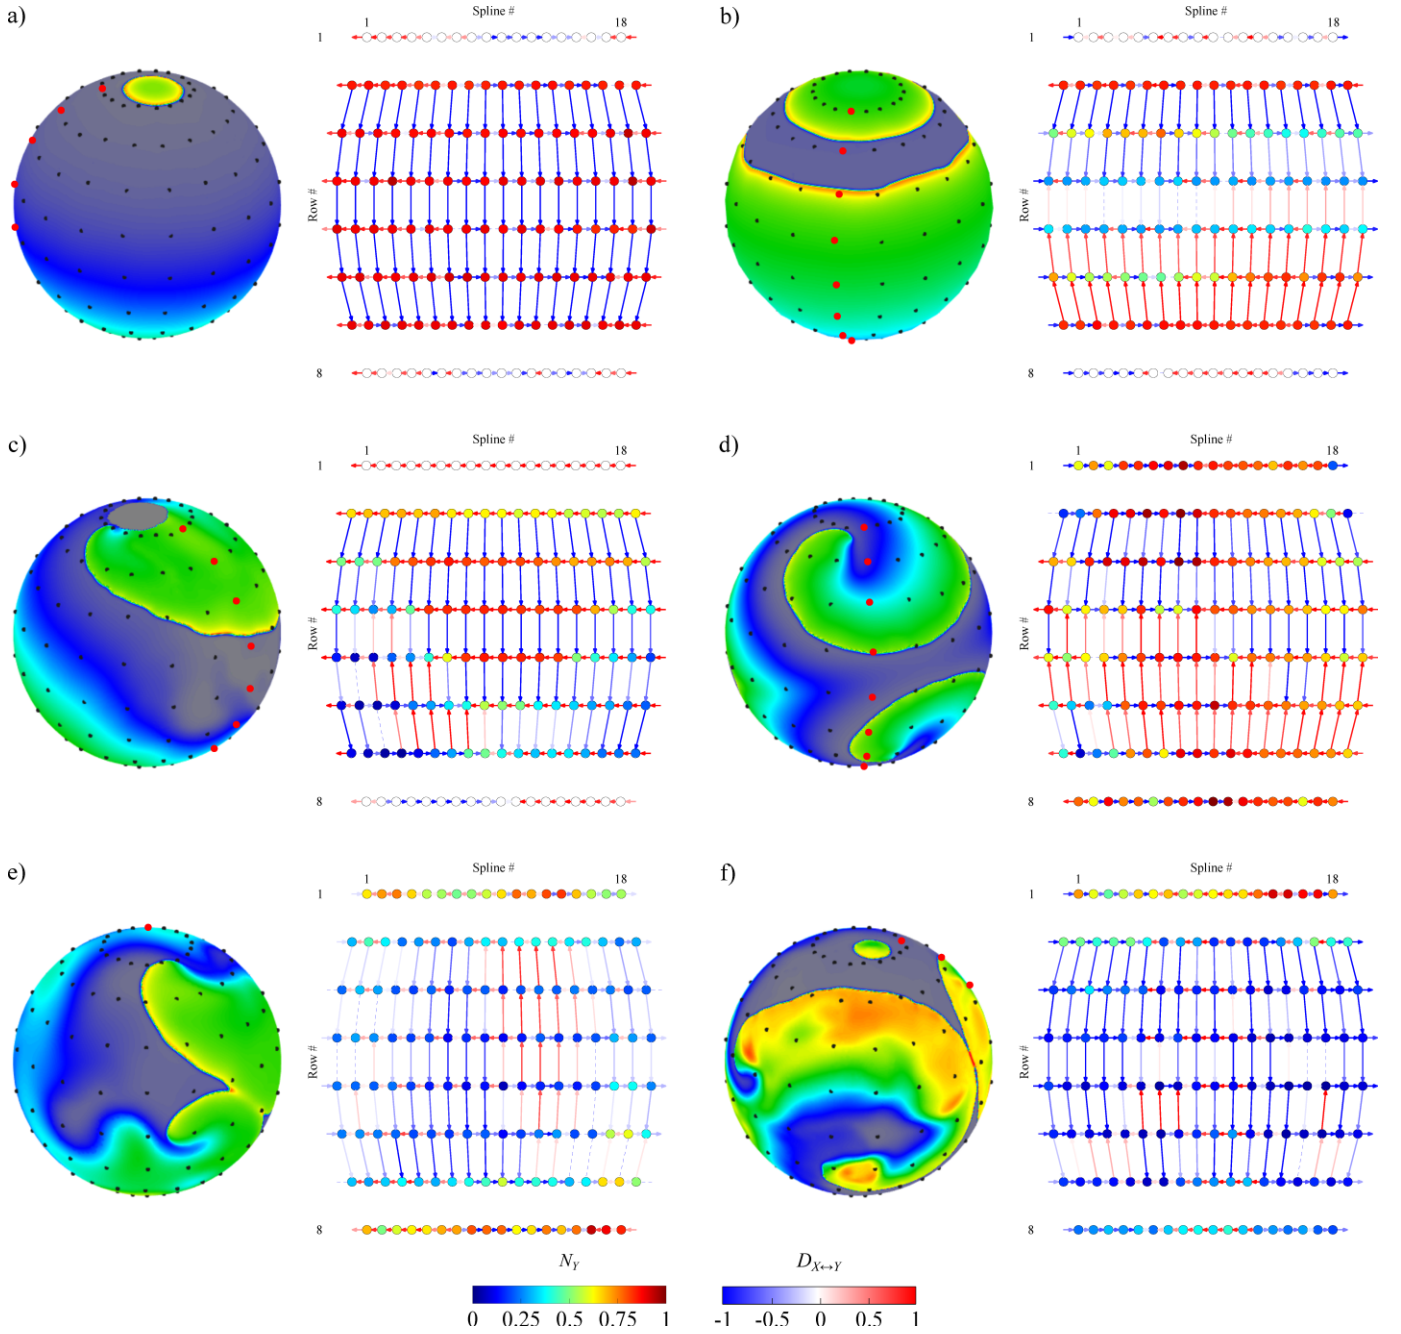 a)
Spline #
1 18
1
Row #
8
b)
Spline #
1 18
1
Row #
8
c)
Spline #
1 18
1
Row #
8
d)
Spline #
1 18
1
Row #
8
e)
Spline #
1 18
1
Row #
8
f)
Spline #
1 18
1
Row #
8
N_Y
0 0.25 0.5 0.75 1
D_{X↔Y}
-1 -0.5 0 0.5 1